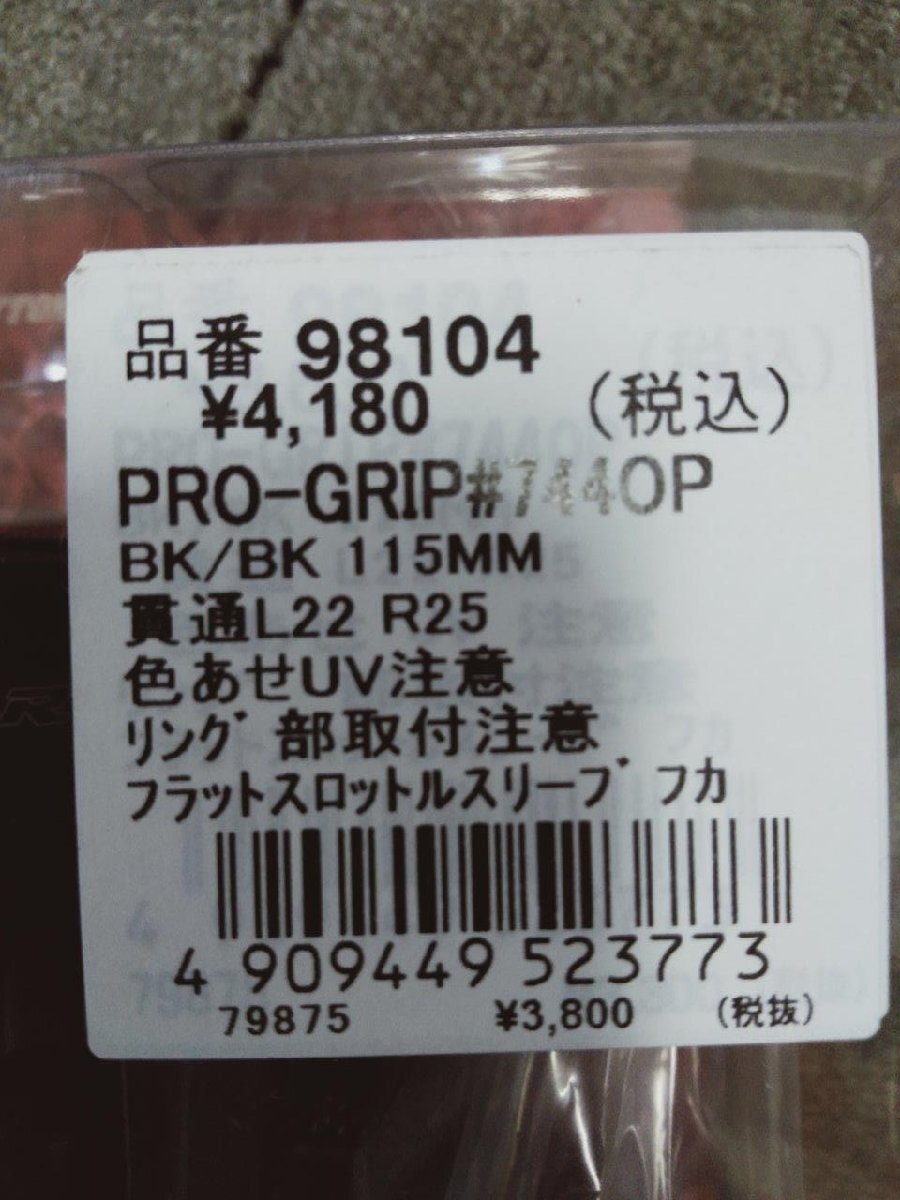 品番 98104
¥4,180 (税込)
PRO-GRIP#744OP
BK/BK 115MM
貫通L22 R25
色あせUV注意
ﾘﾝｸﾞ部取付注意
ﾌﾗｯﾄｽﾛｯﾄﾙｽﾘｰﾌﾞ ﾌｶ
4 909449 523773
79875 ¥3,800 (税抜)